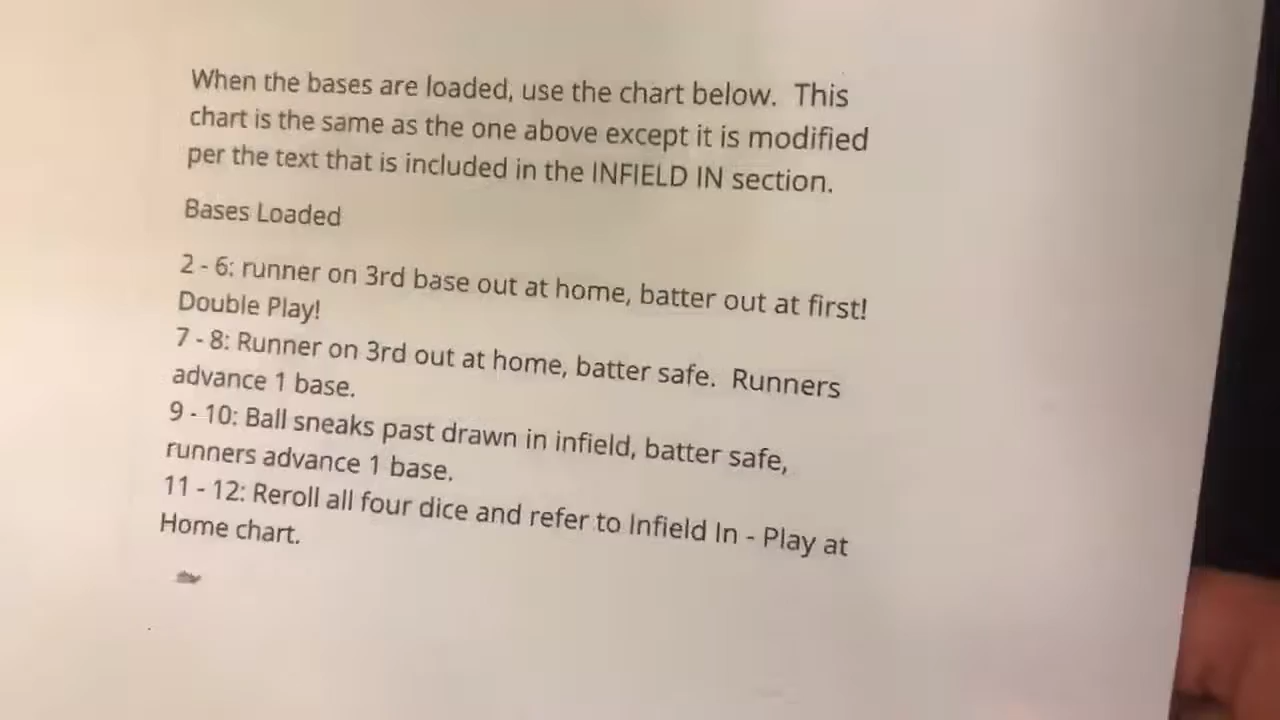 When the bases are loaded, use the chart below. This
chart is the same as the one above except it is modified
per the text that is included in the INFIELD IN section.
Bases Loaded
2 - 6: runner on 3rd base out at home, batter out at first!
Double Play!
7 - 8: Runner on 3rd out at home, batter safe. Runners
advance 1 base.
9 - 10: Ball sneaks past drawn in infield, batter safe,
runners advance 1 base.
11 - 12: Reroll all four dice and refer to Infield In - Play at
Home chart.